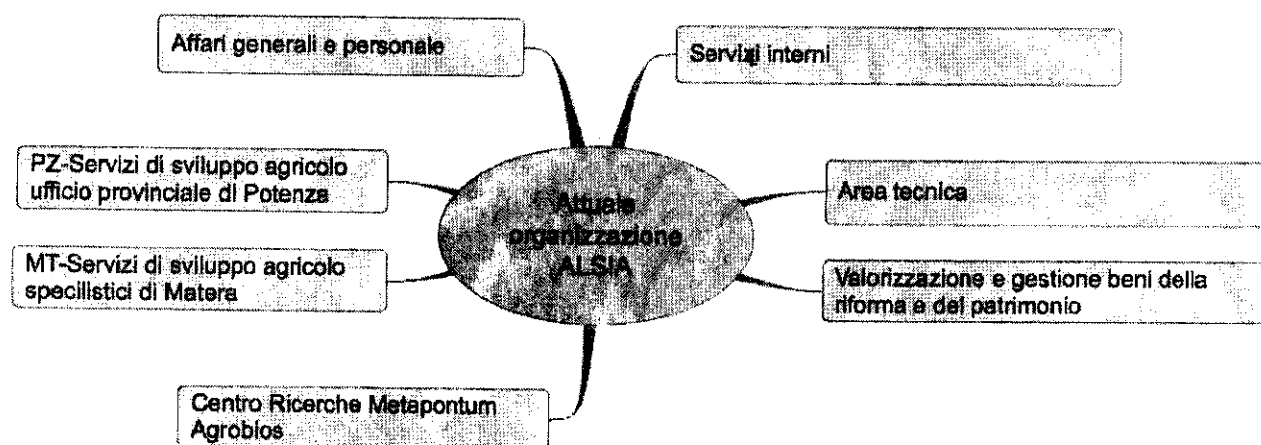 Affari generali e personale
Servizi interni
PZ-Servizi di sviluppo agricolo
ufficio provinciale di Potenza
Attuale
organizzazione
ALSIA
Area tecnica
MT-Servizi di sviluppo agricolo
specilistici di Matera
Valorizzazione e gestione beni della
riforma e del patrimonio
Centro Ricerche Metapontum
Agrobios